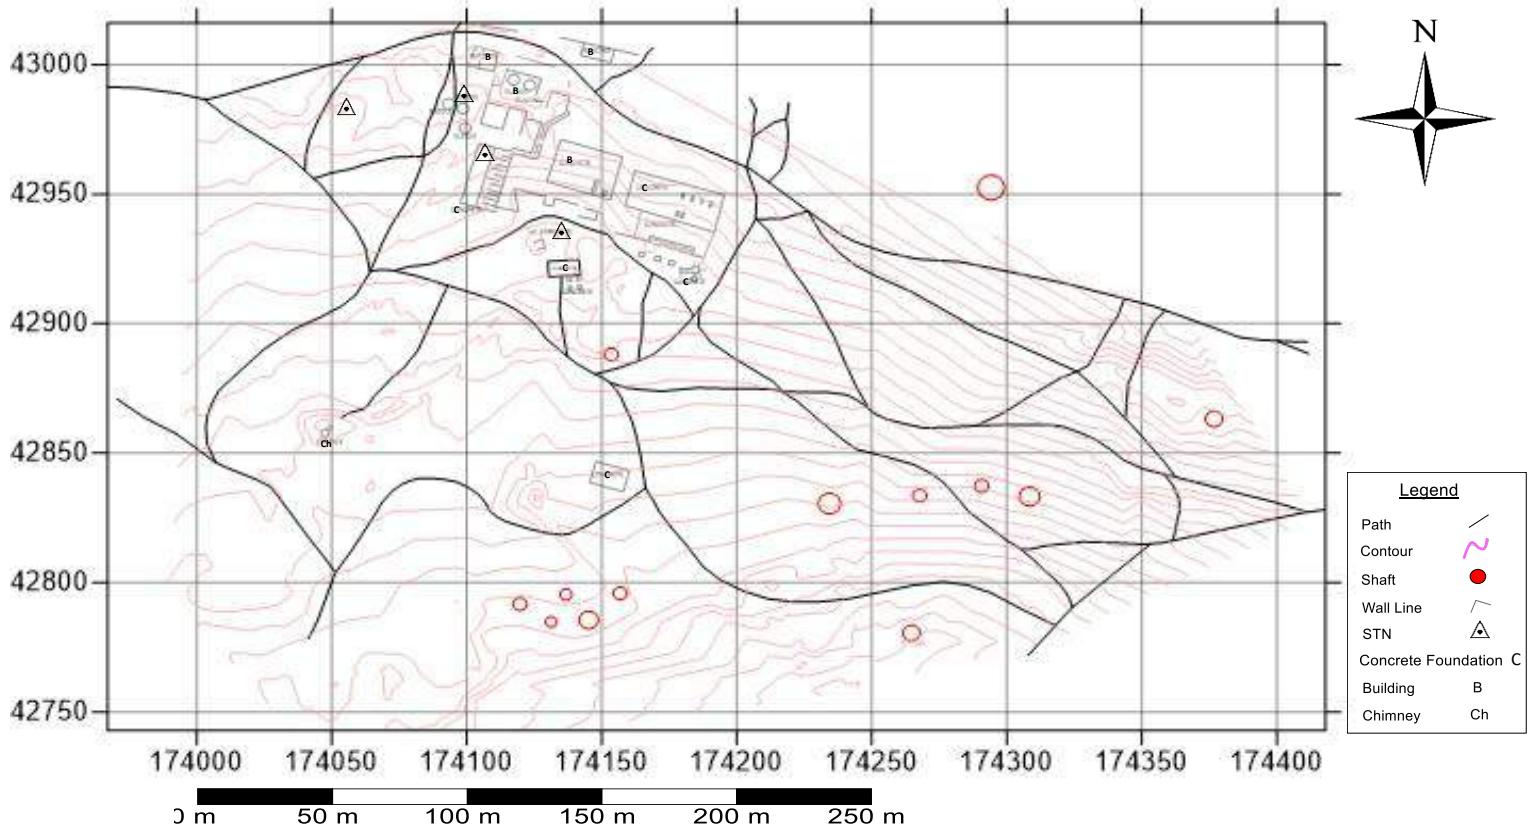 N
43000
42950
42900
42850
42800
42750
B
B
B
B
C
C
C
C
Ch
C
174000 174050 174100 174150 174200 174250 174300 174350 174400
0 m 50 m 100 m 150 m 200 m 250 m
Legend
Path
Contour
Shaft
Wall Line
STN
Concrete Foundation C
Building B
Chimney Ch